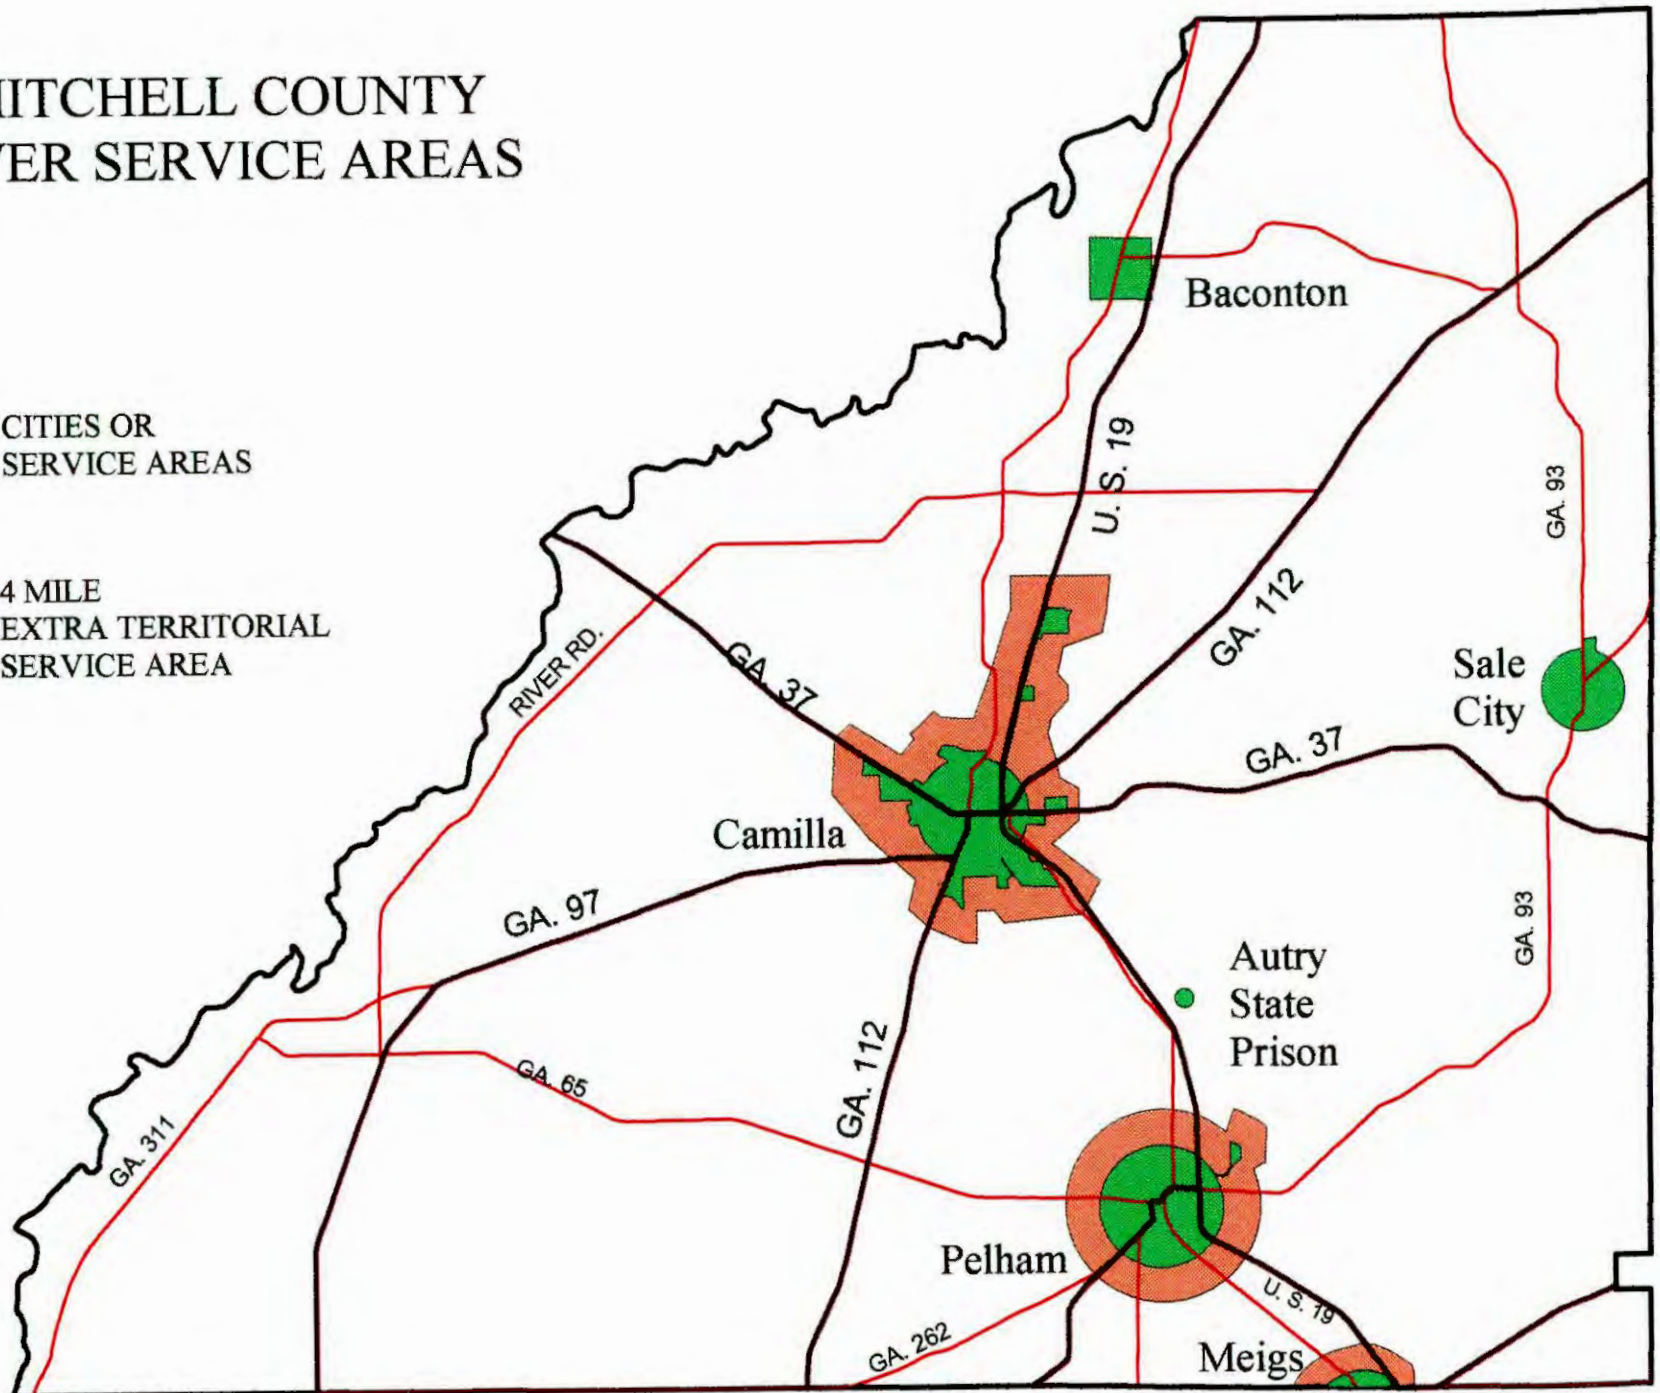 ITCHELL COUNTY
ER SERVICE AREAS
CITIES OR
SERVICE AREAS
4 MILE
EXTRA TERRITORIAL
SERVICE AREA
Baconton
U. S. 19
GA. 93
GA. 112
RIVER RD.
GA. 37
Sale
City
GA. 37
Camilla
GA. 97
GA. 93
Autry
State
Prison
GA. 112
GA. 65
GA. 311
Pelham
U. S. 19
GA. 262
Meigs